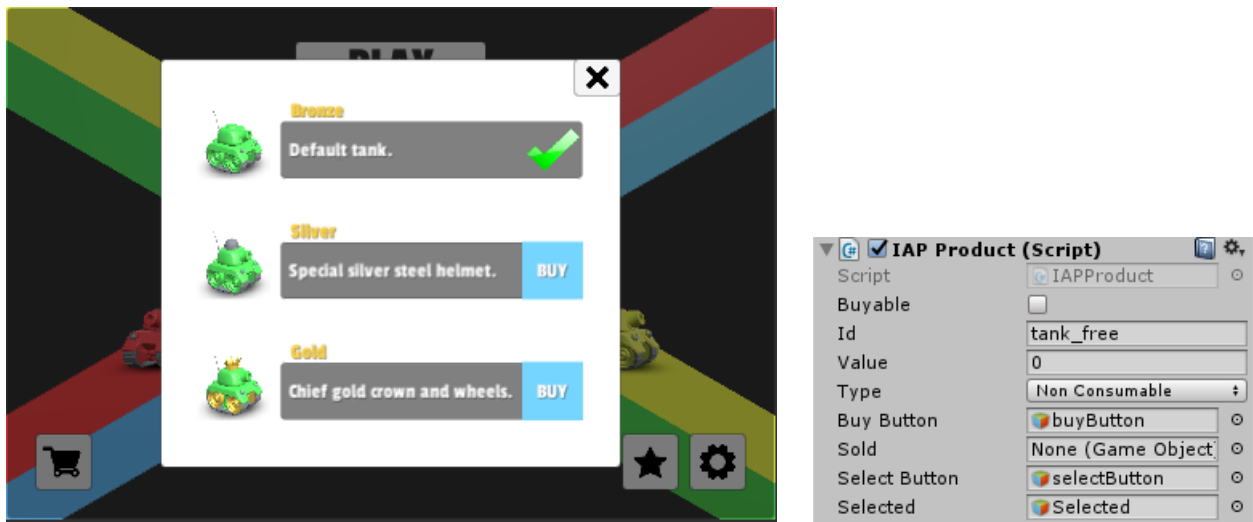 PLAY
Bronze
Default tank.
Silver
Special silver steel helmet.
BUY
Gold
Chief gold crown and wheels.
BUY
IAP Product (Script)
Script
IAPProduct
Buyable
Id
tank_free
Value
0
Type
Non Consumable
Buy Button
buyButton
Sold
None (Game Object)
Select Button
selectButton
Selected
Selected